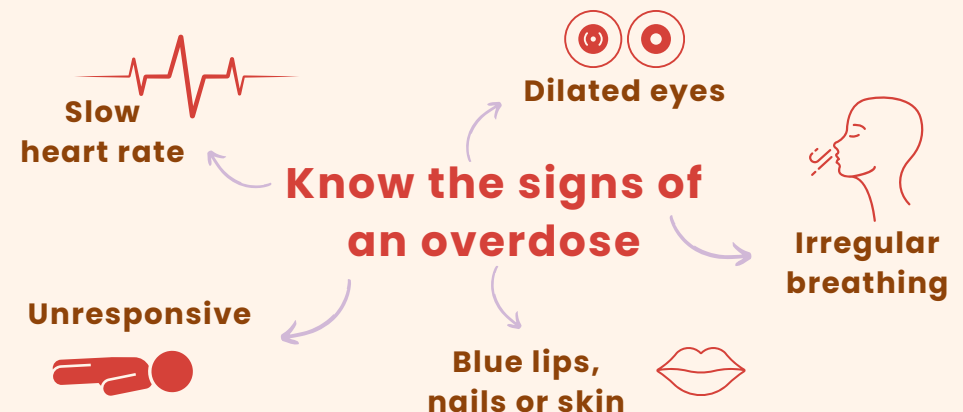 Dilated eyes
Slow
heart rate
Know the signs of
an overdose
Irregular
breathing
Unresponsive
Blue lips,
nails or skin